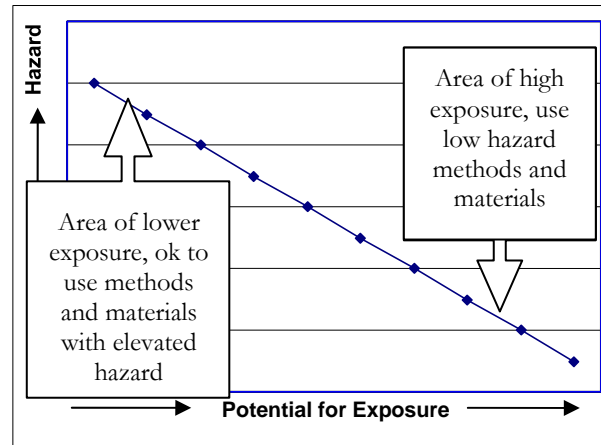 Hazard
Area of high
exposure, use
low hazard
methods and
materials
Area of lower
exposure, ok to
use methods
and materials
with elevated
hazard
Potential for Exposure